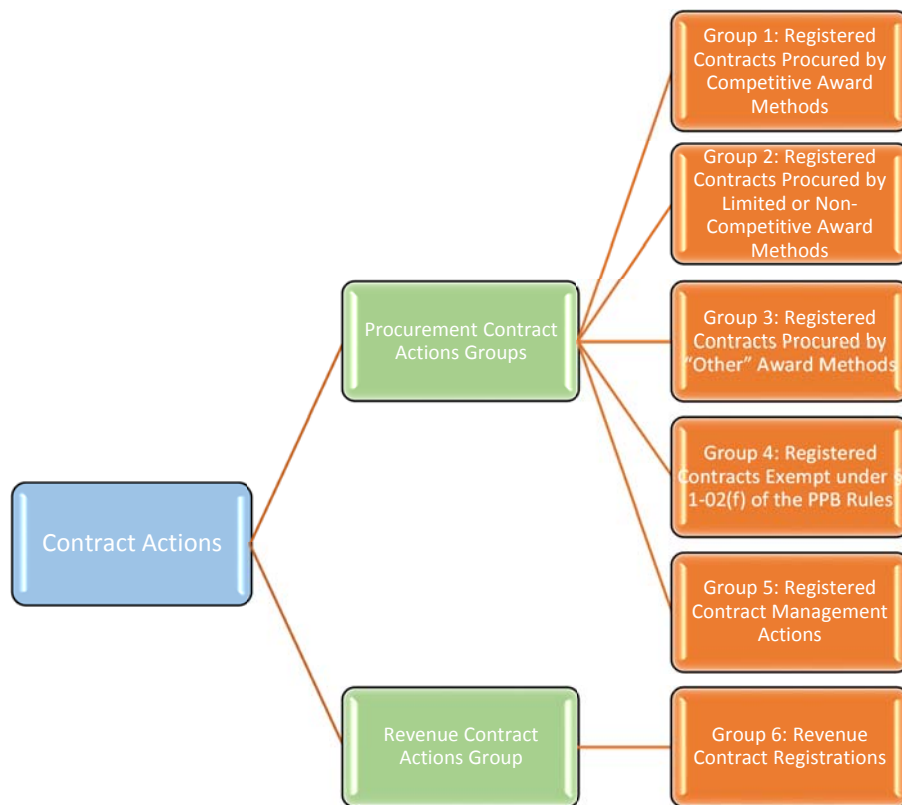 Group 1: Registered
Contracts Procured by
Competitive Award
Methods
Group 2: Registered
Contracts Procured by
Limited or Non-
Competitive Award
Methods
Procurement Contract
Actions Groups
Group 3: Registered
Contracts Procured by
“Other” Award Methods
Group 4: Registered
Contracts Exempt under §
1-02(f) of the PPB Rules
Contract Actions
Group 5: Registered
Contract Management
Actions
Revenue Contract
Actions Group
Group 6: Revenue
Contract Registrations